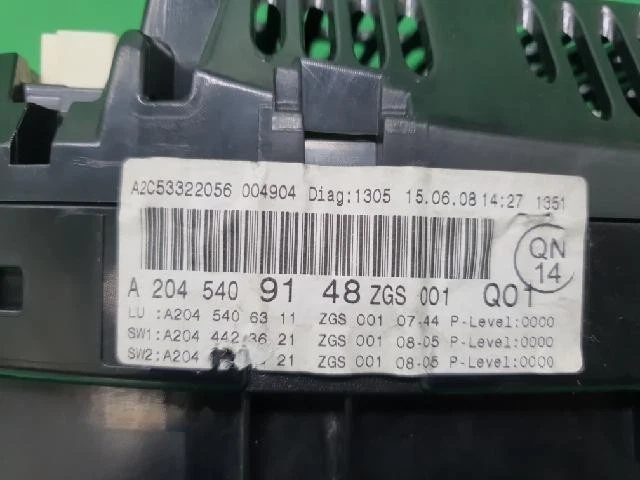 A2C53322056 004904 Diag:1305 15.06.08 14:27 1351
QN
14
A 204 540 91 48 ZGS 001 Q01
LU :A204 540 63 11 ZGS 001 07-44 P-Level:0000
SW1:A204 442 36 21 ZGS 001 08-05 P-Level:0000
SW2:A204 21 ZGS 001 08-05 P-Level:0000